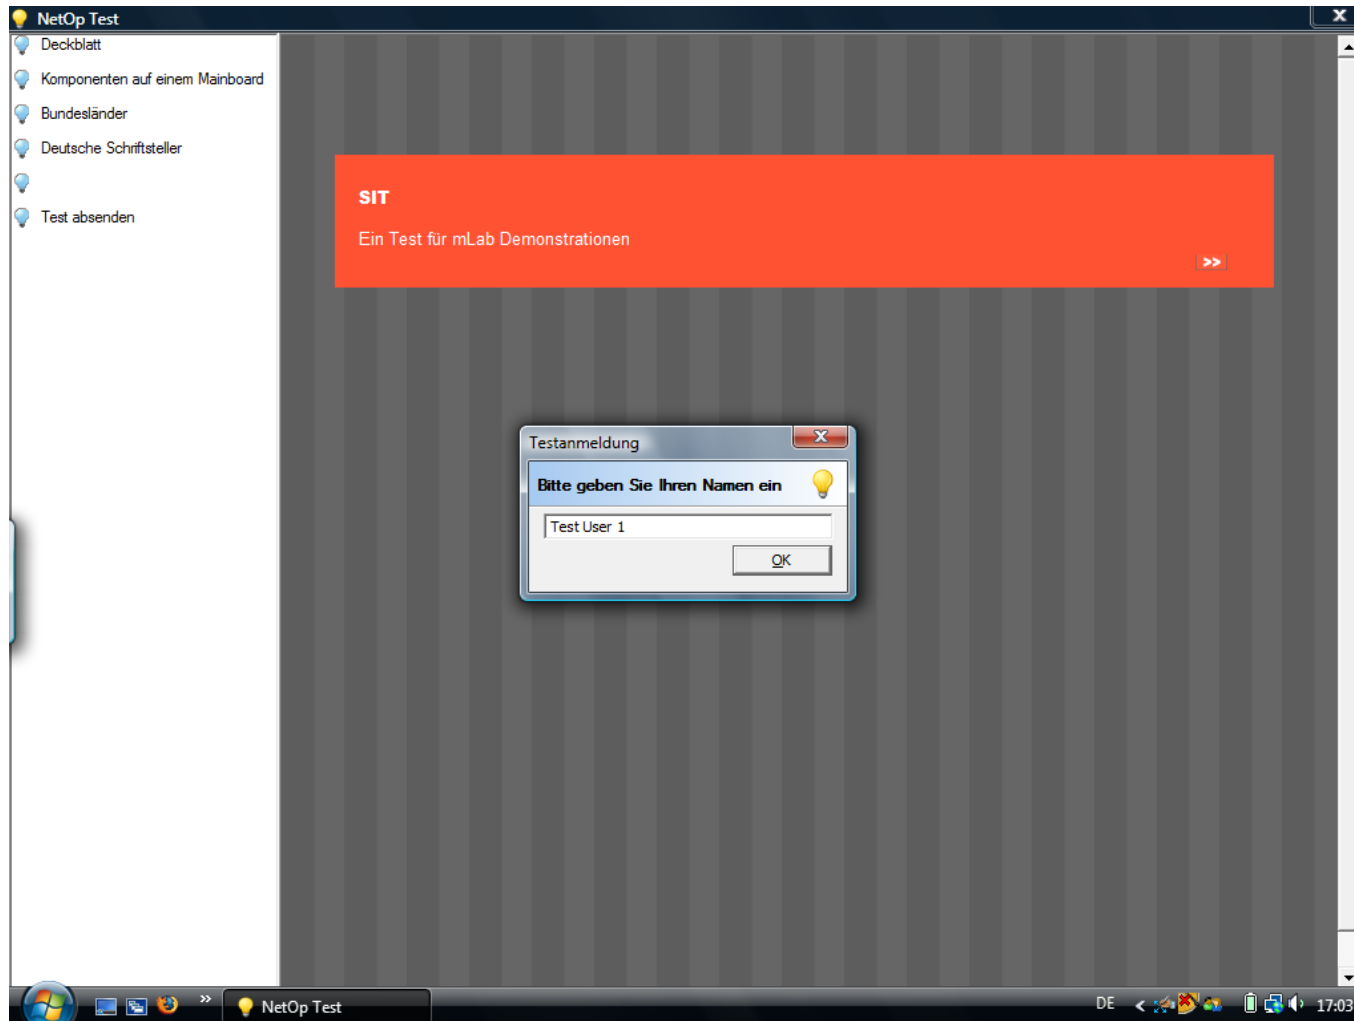 NetOp Test
Deckblatt
Komponenten auf einem Mainboard
Bundesländer
Deutsche Schriftsteller
Test absenden
SIT
Ein Test für mLab Demonstrationen
>>
Testanmeldung
Bitte geben Sie Ihren Namen ein
Test User 1
OK
»
NetOp Test
DE
<
17:03